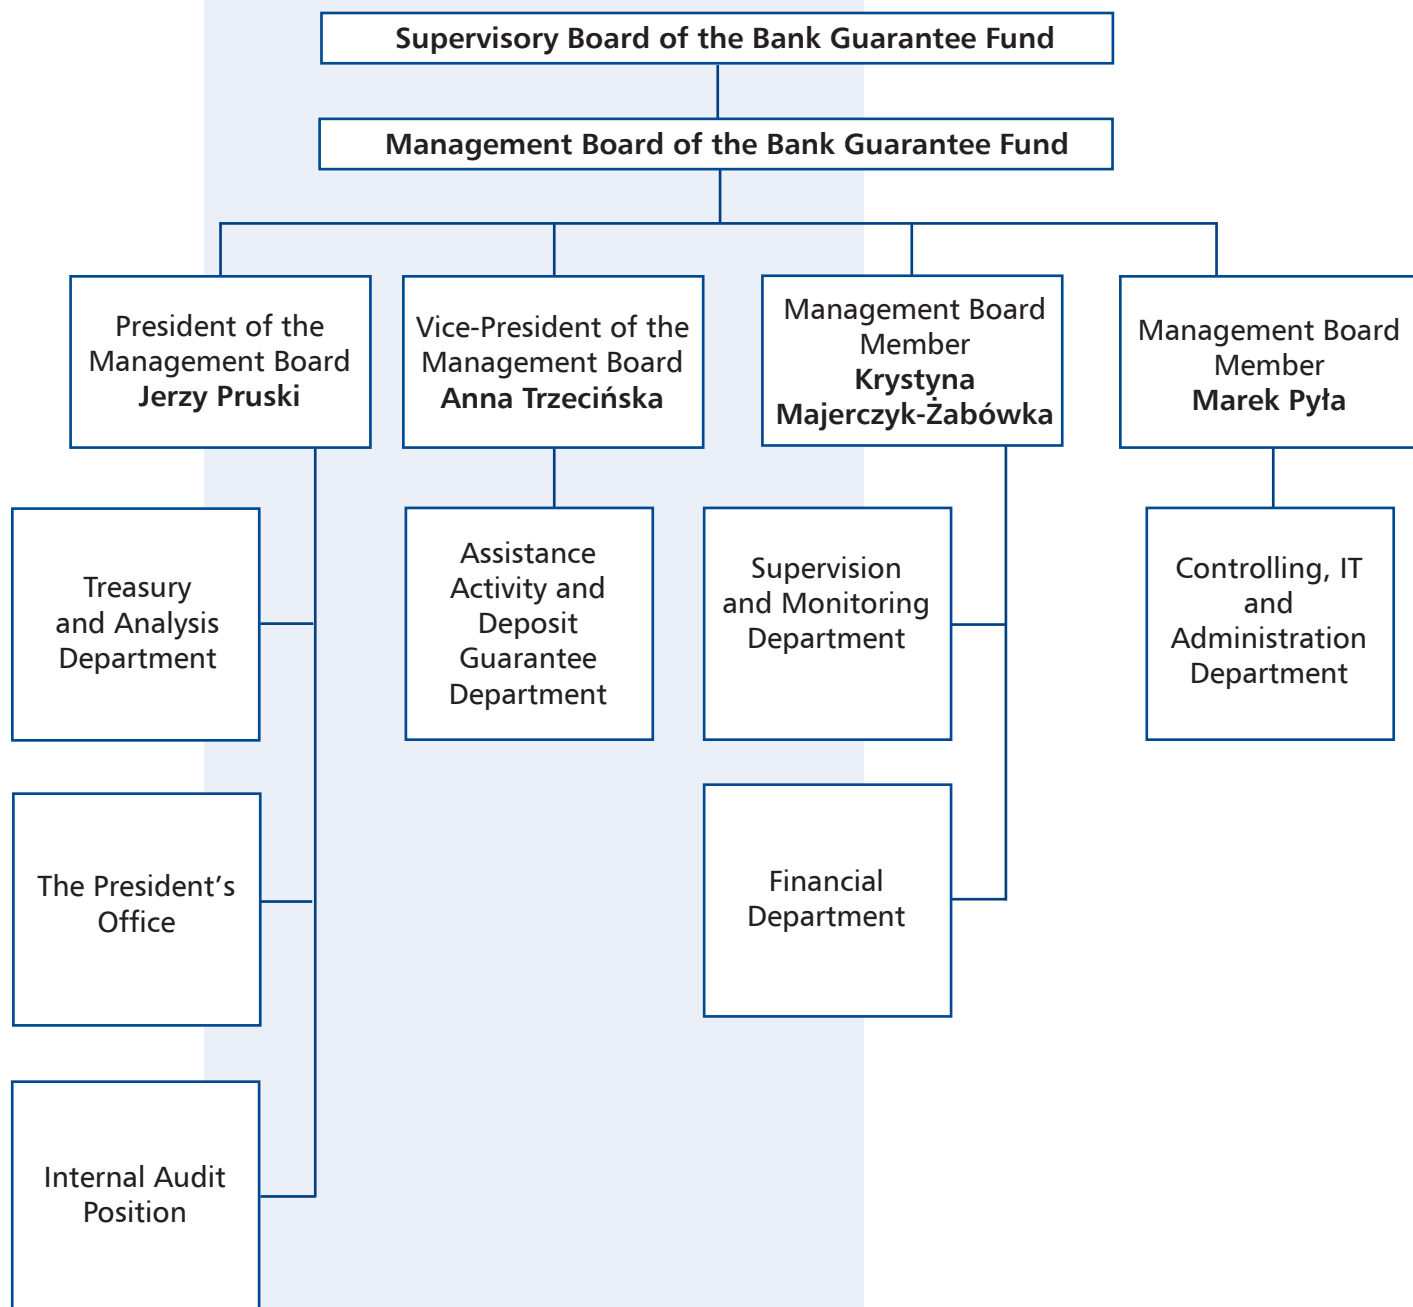 Supervisory Board of the Bank Guarantee Fund
Management Board of the Bank Guarantee Fund
President of the
Management Board
Jerzy Pruski
Vice-President of the
Management Board
Anna Trzecińska
Management Board
Member
Krystyna
Majerczyk-Żabówka
Management Board
Member
Marek Pyła
Treasury
and Analysis
Department
Assistance
Activity and
Deposit
Guarantee
Department
Supervision
and Monitoring
Department
Controlling, IT
and
Administration
Department
The President’s
Office
Financial
Department
Internal Audit
Position